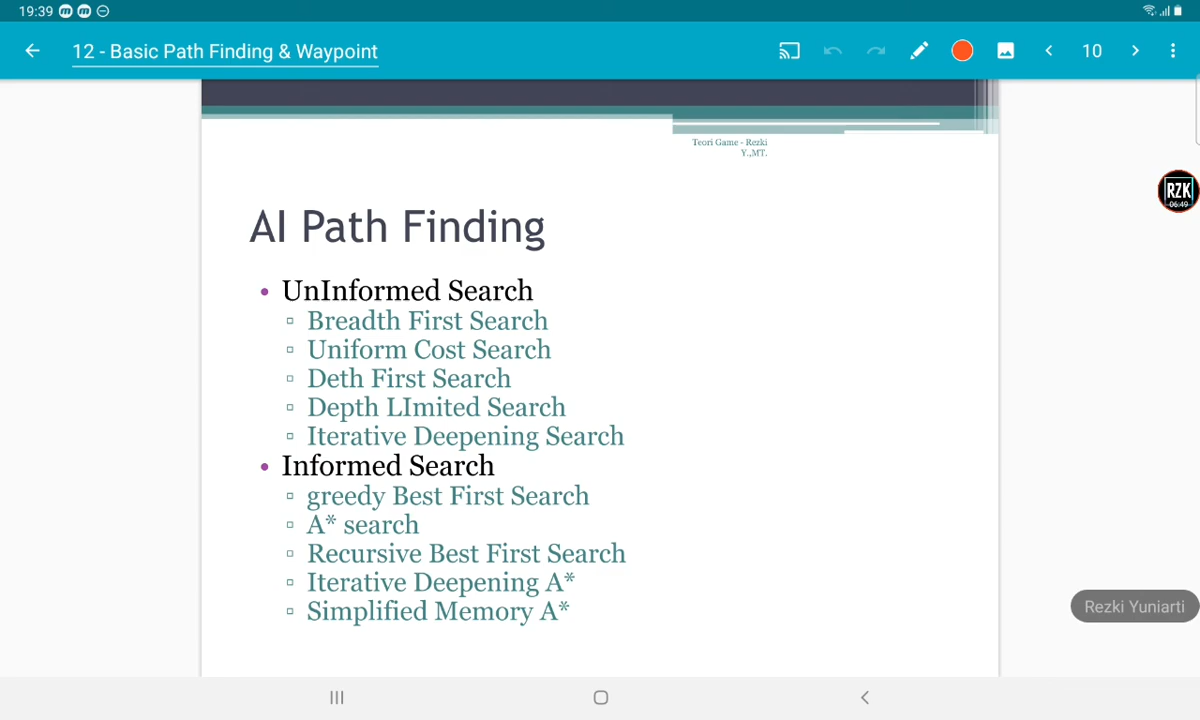 19:39
12 - Basic Path Finding & Waypoint
10
Teori Game - Rezki
Y.,MT.
RZK
06:49
AI Path Finding
UnInformed Search
Breadth First Search
Uniform Cost Search
Deth First Search
Depth LImited Search
Iterative Deepening Search
Informed Search
greedy Best First Search
A* search
Recursive Best First Search
Iterative Deepening A*
Simplified Memory A*
Rezki Yuniarti